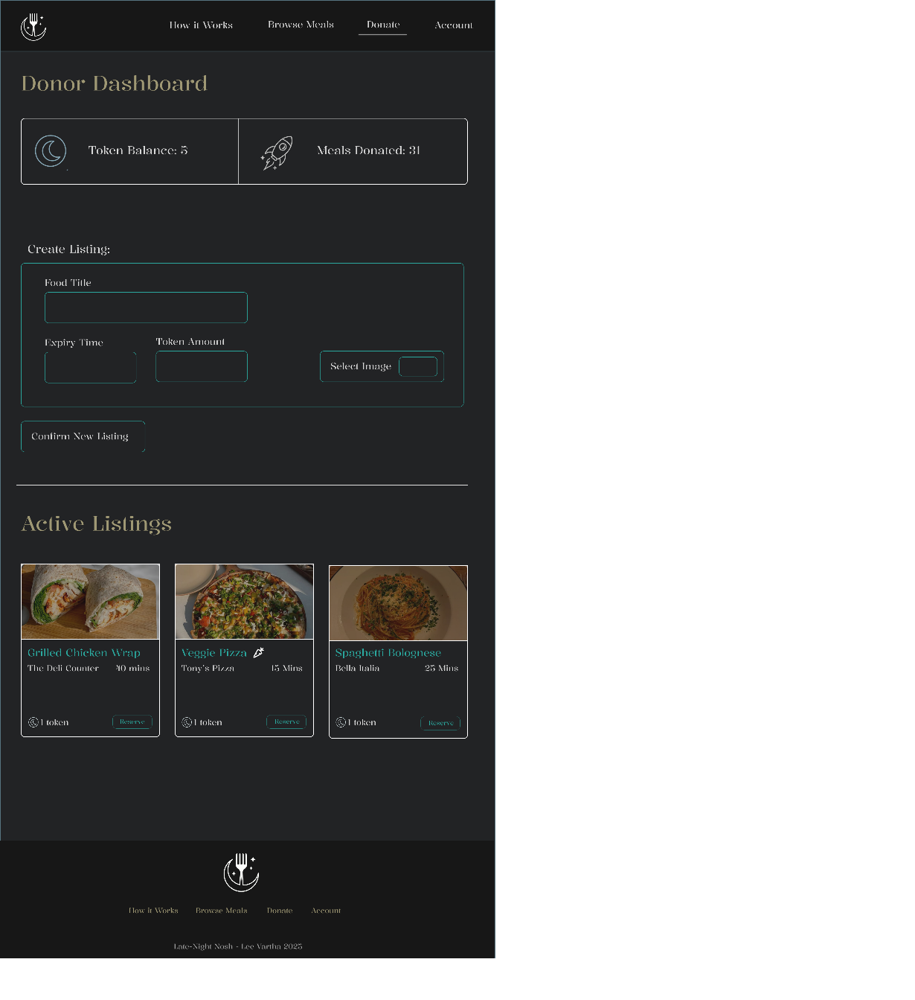 How it Works Browse Meals Donate Account
Donor Dashboard
Token Balance: 5 Meals Donated: 31
Create Listing:
Food Title
Expiry Time Token Amount
Select Image
Confirm New Listing
Active Listings
Grilled Chicken Wrap
The Deli Counter 40 mins
1 token Reserve
Veggie Pizza
Tony's Pizza 15 Mins
1 token Reserve
Spaghetti Bolognese
Bella Italia 25 Mins
1 token Reserve
How it Works Browse Meals Donate Account
Late-Night Nosh - Lee Vartha 2025